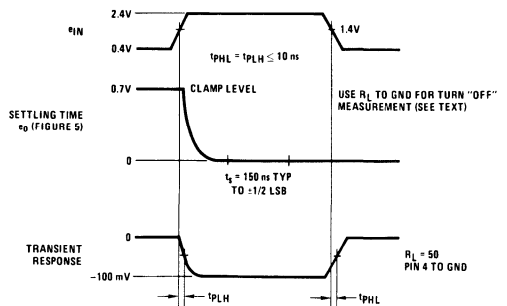 2.4V
eIN
1.4V
0.4V
tPHL = tPLH ≤ 10 ns
0.7V
CLAMP LEVEL
USE RL TO GND FOR TURN "OFF"
MEASUREMENT (SEE TEXT)
SETTLING TIME
eO (FIGURE 5)
0
ts = 150 ns TYP
TO ±1/2 LSB
0
TRANSIENT
RESPONSE
RL = 50
PIN 4 TO GND
−100 mV
tPLH
tPHL